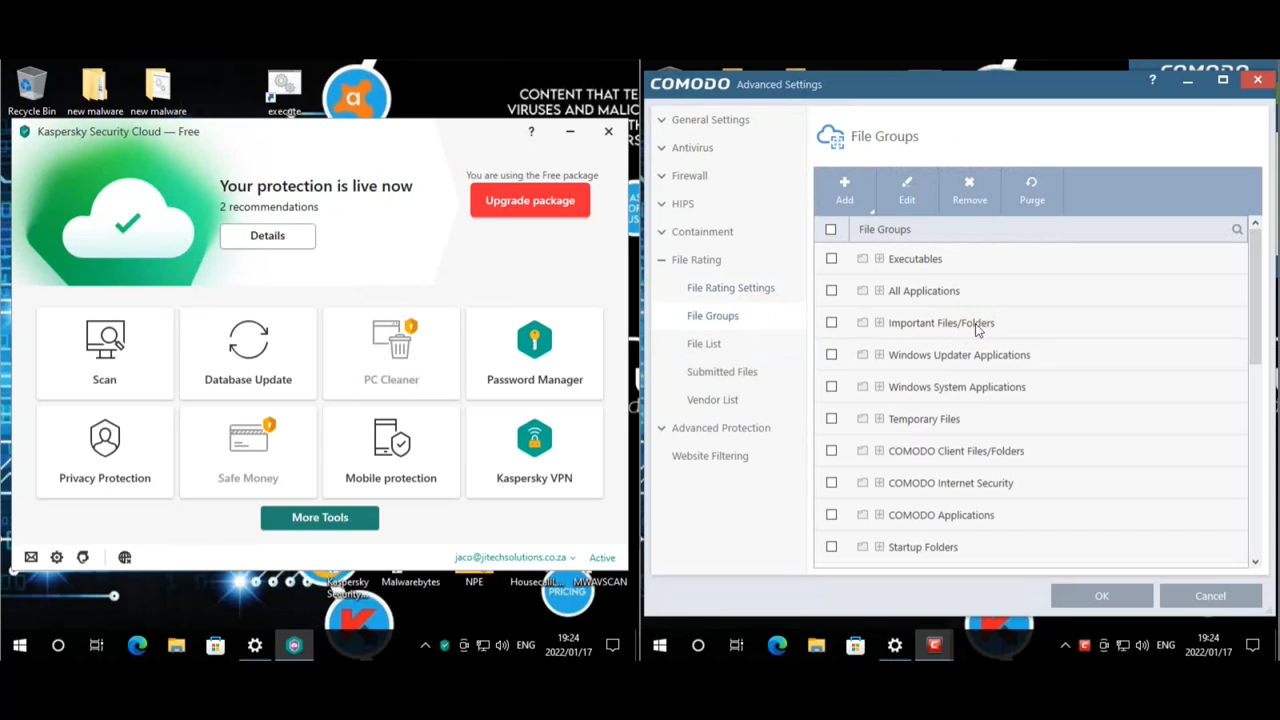 Recycle Bin
new malware
new malware
execute
a
CONTENT THAT TE
VIRUSES AND MALIC
Kaspersky Security Cloud — Free
?
Your protection is live now
2 recommendations
Details
You are using the Free package
Upgrade package
Scan
Database Update
PC Cleaner
Password Manager
Privacy Protection
Safe Money
Mobile protection
Kaspersky VPN
More Tools
jaco@jitechsolutions.co.za
Active
Kaspersky
Security...
Malwarebytes
NPE
HousecallL...
MWAVSCAN
PRICING
ENG
19:24
2022/01/17
COMODO Advanced Settings
?
General Settings
Antivirus
Firewall
HIPS
Containment
File Rating
File Rating Settings
File Groups
File List
Submitted Files
Vendor List
Advanced Protection
Website Filtering
File Groups
Add
Edit
Remove
Purge
File Groups
Executables
All Applications
Important Files/Folders
Windows Updater Applications
Windows System Applications
Temporary Files
COMODO Client Files/Folders
COMODO Internet Security
COMODO Applications
Startup Folders
OK
Cancel
ENG
19:24
2022/01/17